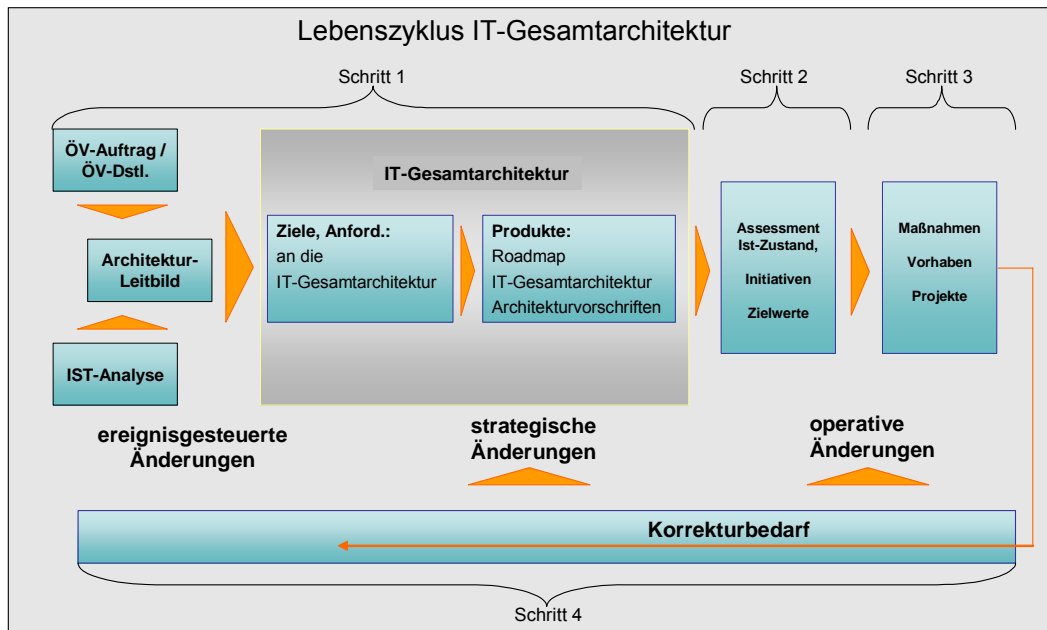 Lebenszyklus IT-Gesamtarchitektur
Schritt 1
Schritt 2
Schritt 3
ÖV-Auftrag /
ÖV-Dstl.
Architektur-
Leitbild
IST-Analyse
IT-Gesamtarchitektur
Ziele, Anford.:
an die
IT-Gesamtarchitektur
Produkte:
Roadmap
IT-Gesamtarchitektur
Architekturvorschriften
Assessment
Ist-Zustand,
Initiativen
Zielwerte
Maßnahmen
Vorhaben
Projekte
ereignisgesteuerte
Änderungen
strategische
Änderungen
operative
Änderungen
Korrekturbedarf
Schritt 4